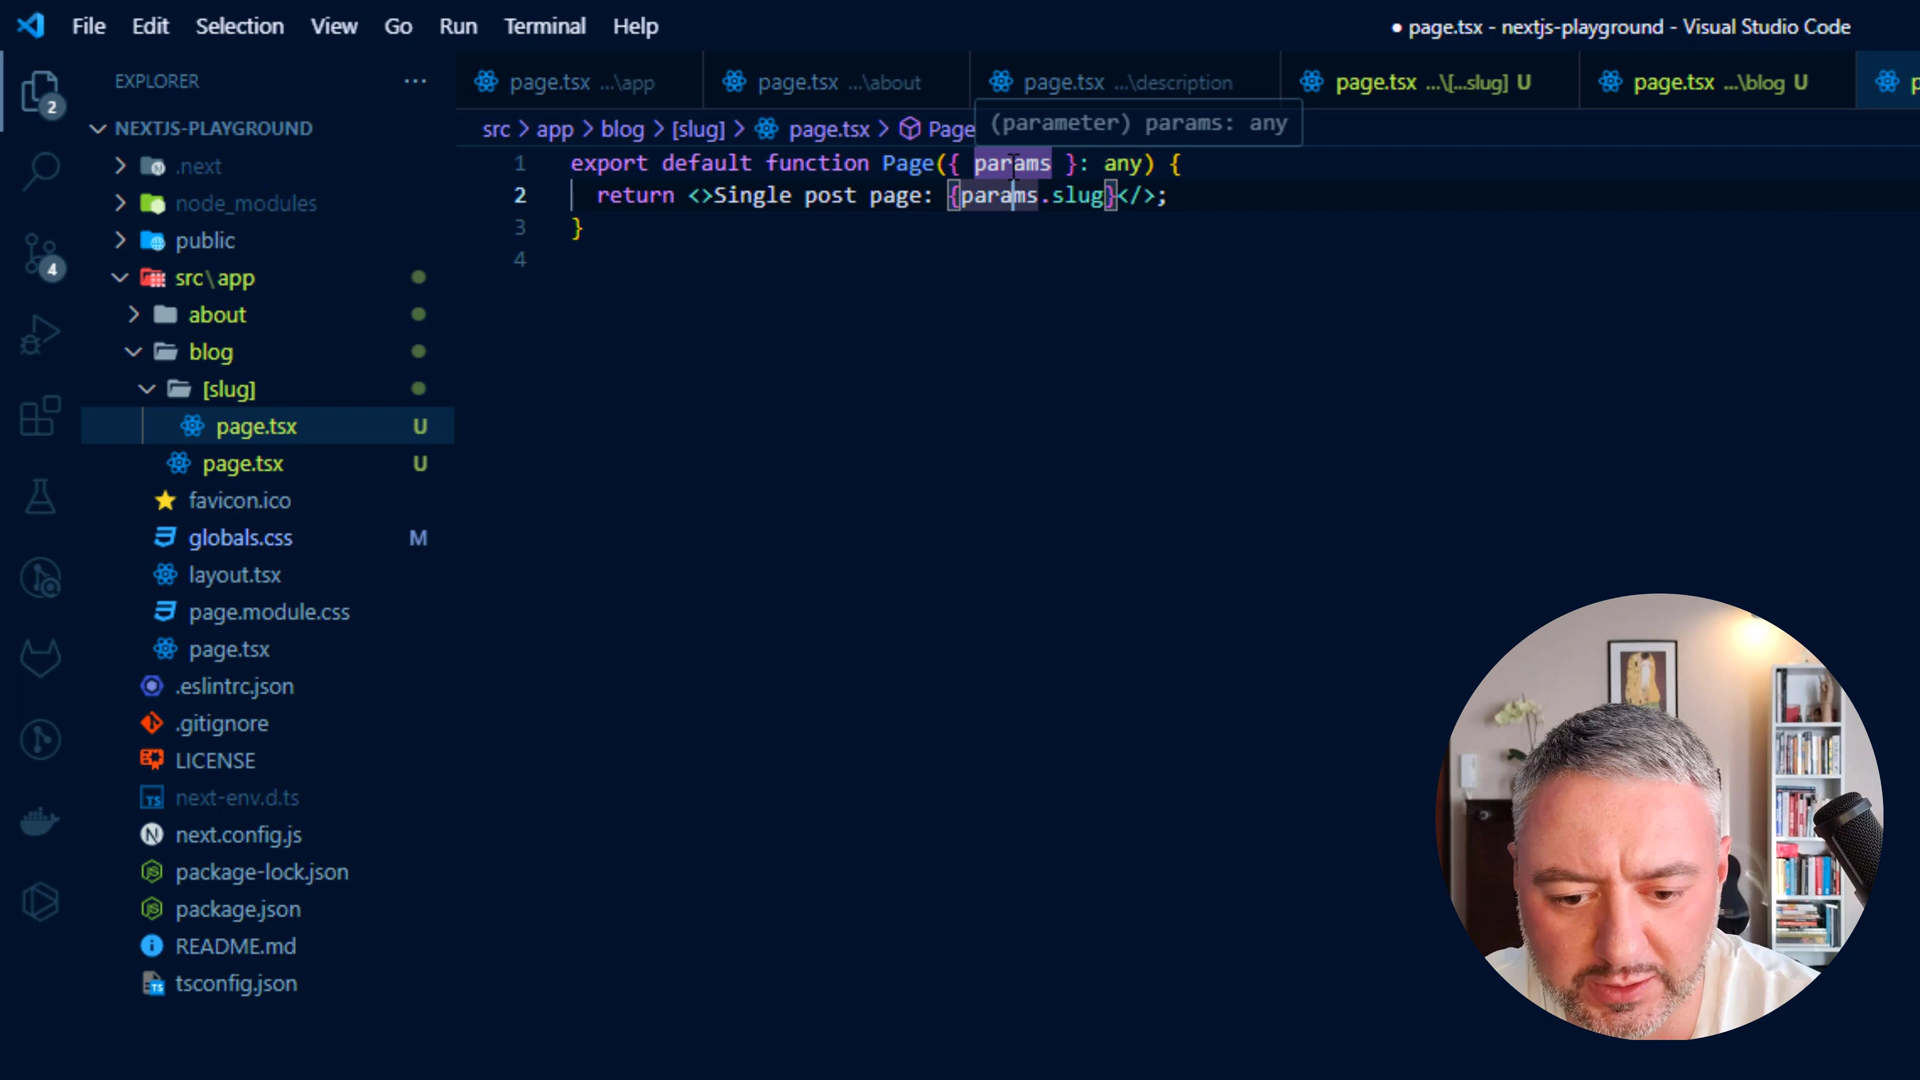 File Edit Selection View Go Run Terminal Help
● page.tsx - nextjs-playground - Visual Studio Code
EXPLORER ...
2
4
NEXTJS-PLAYGROUND
.next
node_modules
public
src\app
about
blog
[slug]
page.tsx U
page.tsx U
favicon.ico
globals.css M
layout.tsx
page.module.css
page.tsx
.eslintrc.json
.gitignore
LICENSE
next-env.d.ts
next.config.js
package-lock.json
package.json
README.md
tsconfig.json
page.tsx ...\app page.tsx ...\about page.tsx ...\description page.tsx ...\[...slug] U page.tsx ...\blog U p
src > app > blog > [slug] > page.tsx > Page
(parameter) params: any
1 export default function Page({ params }: any) {
2 return <>Single post page: {params.slug}</>;
3 }
4